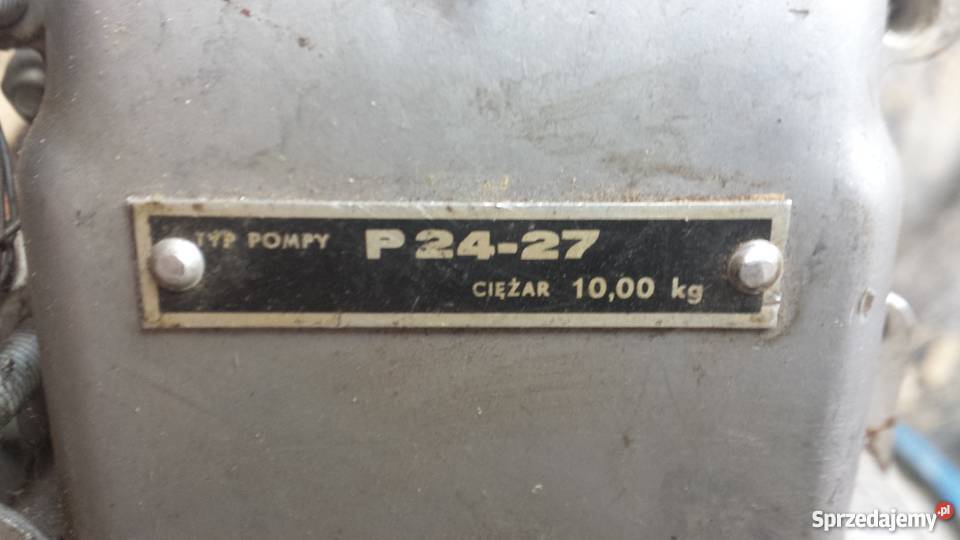 TYP POMPY P 24-27
CIĘŻAR 10,00 kg
Sprzedajemy.pl